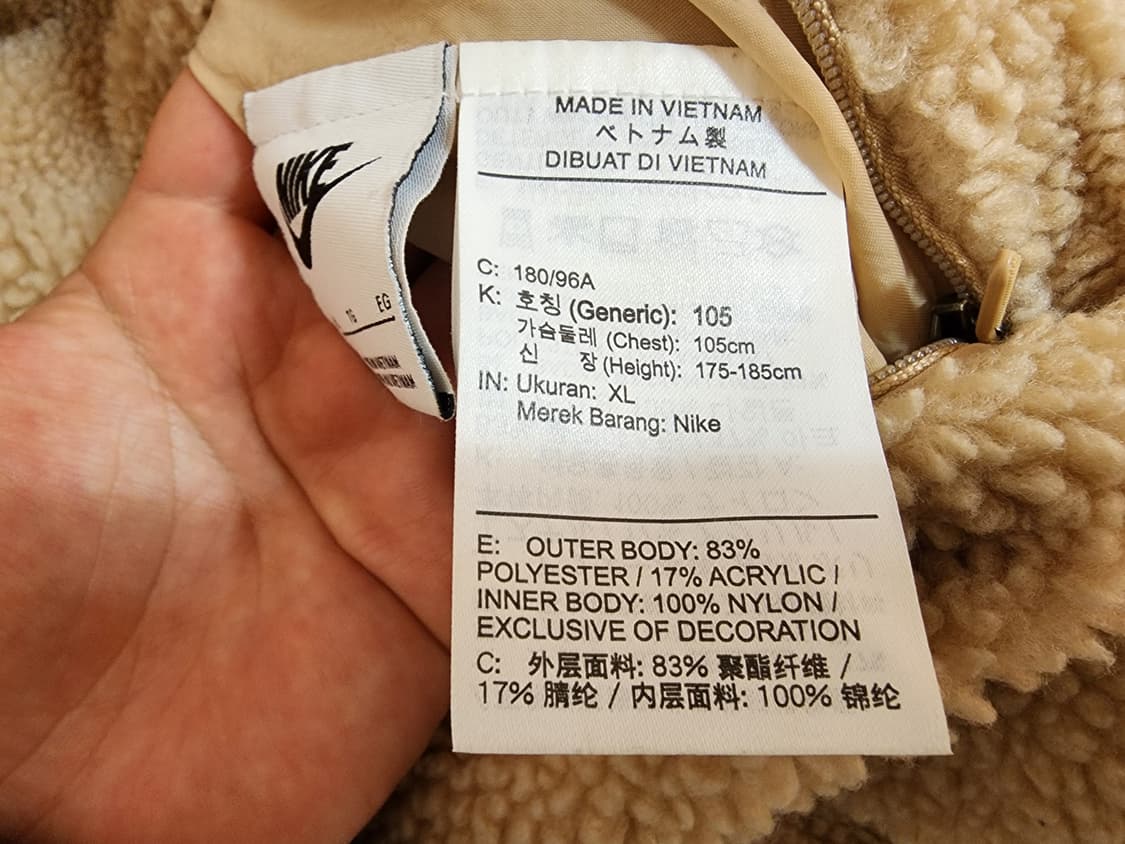 NIKE
TG EG
MADE IN VIETNAM
ベトナム製
DIBUAT DI VIETNAM
C: 180/96A
K: 호칭 (Generic): 105
가슴둘레 (Chest): 105cm
신 장 (Height): 175-185cm
IN: Ukuran: XL
Merek Barang: Nike
E: OUTER BODY: 83%
POLYESTER / 17% ACRYLIC /
INNER BODY: 100% NYLON /
EXCLUSIVE OF DECORATION
C: 外层面料: 83% 聚酯纤维 /
17% 腈纶 / 内层面料: 100% 锦纶